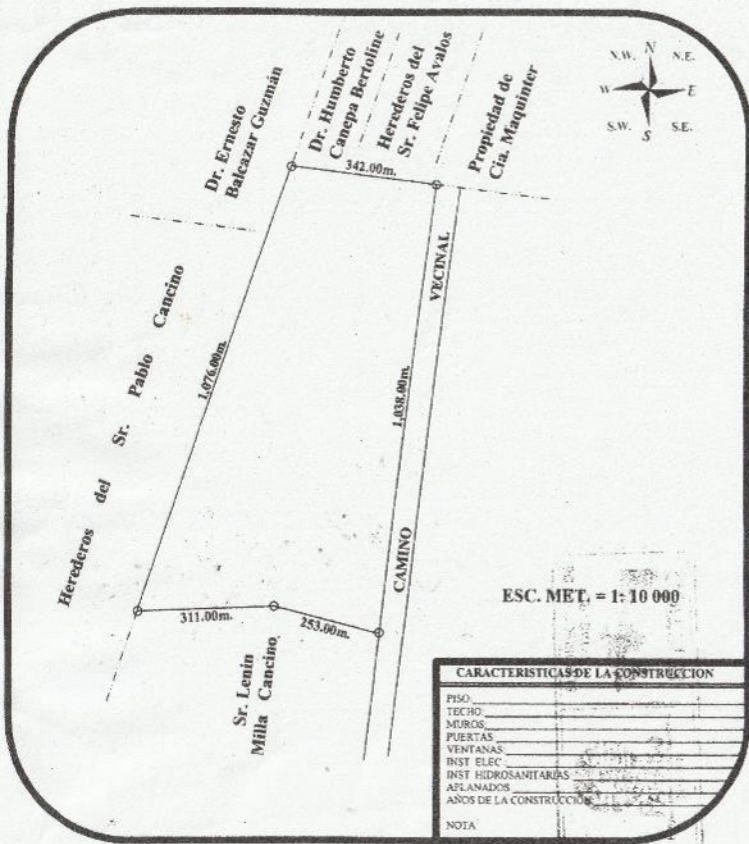 N.W. N N.E.
W E
S.W. S S.E.
Dr. Ernesto
Balcazar Guzmán
Dr. Humberto
Canepa Bertoline
Herederos del
Sr. Felipe Avalos
Propiedad de
Cia. Maquinter
342.00m.
Herederos del Sr. Pablo Cancino
1,076.00m.
VECINAL
1,038.00m.
CAMINO
311.00m.
253.00m.
Sr. Lenin
Milla Cancino
ESC. MET. = 1: 10 000
CARACTERISTICAS DE LA CONSTRUCCION
PISO:
TECHO:
MUROS:
PUERTAS
VENTANAS:
INST ELEC:
INST HIDROSANITARIAS
APLANADOS
AÑOS DE LA CONSTRUCCION
NOTA